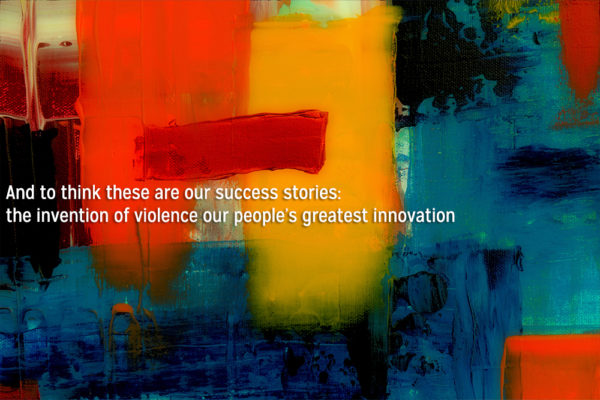 And to think these are our success stories:
the invention of violence our people's greatest innovation